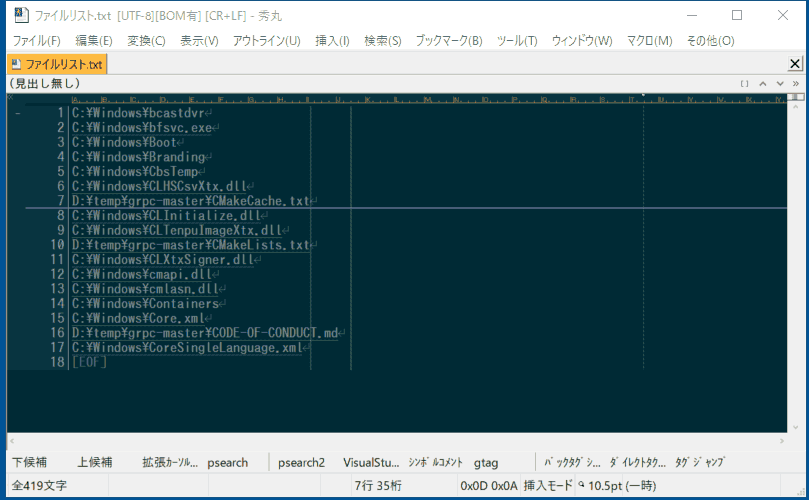 ファイルリスト.txt [UTF-8][BOM有] [CR+LF] - 秀丸
ファイル(F) 編集(E) 変換(C) 表示(V) アウトライン(U) 挿入(I) 検索(S) ブックマーク(B) ツール(T) ウィンドウ(W) マクロ(M) その他(O)
ファイルリスト.txt
(見出し無し)
1 C:¥Windows¥bcastdvr
2 C:¥Windows¥bfsvc.exe
3 C:¥Windows¥Boot
4 C:¥Windows¥Branding
5 C:¥Windows¥CbsTemp
6 C:¥Windows¥CLHSCsvXtx.dll
7 D:¥temp¥grpc-master¥CMakeCache.txt
8 C:¥Windows¥CLInitialize.dll
9 C:¥Windows¥CLTenpuImageXtx.dll
10 D:¥temp¥grpc-master¥CMakeLists.txt
11 C:¥Windows¥CLXtxSigner.dll
12 C:¥Windows¥cmapi.dll
13 C:¥Windows¥cmlasn.dll
14 C:¥Windows¥Containers
15 C:¥Windows¥Core.xml
16 D:¥temp¥grpc-master¥CODE-OF-CONDUCT.md
17 C:¥Windows¥CoreSingleLanguage.xml
18 [EOF]
下候補 上候補 拡張ｶｰｿﾙ... psearch psearch2 VisualStu... ｼﾝﾎﾞﾙｺﾒﾝﾄ gtag ﾊﾞｯｸﾀｸﾞｼ... ﾀﾞｲﾚｸﾄﾀｸ... ﾀｸﾞｼﾞｬﾝﾌﾟ
全419文字 7行 35桁 0x0D 0x0A 挿入モード 10.5pt (一時)